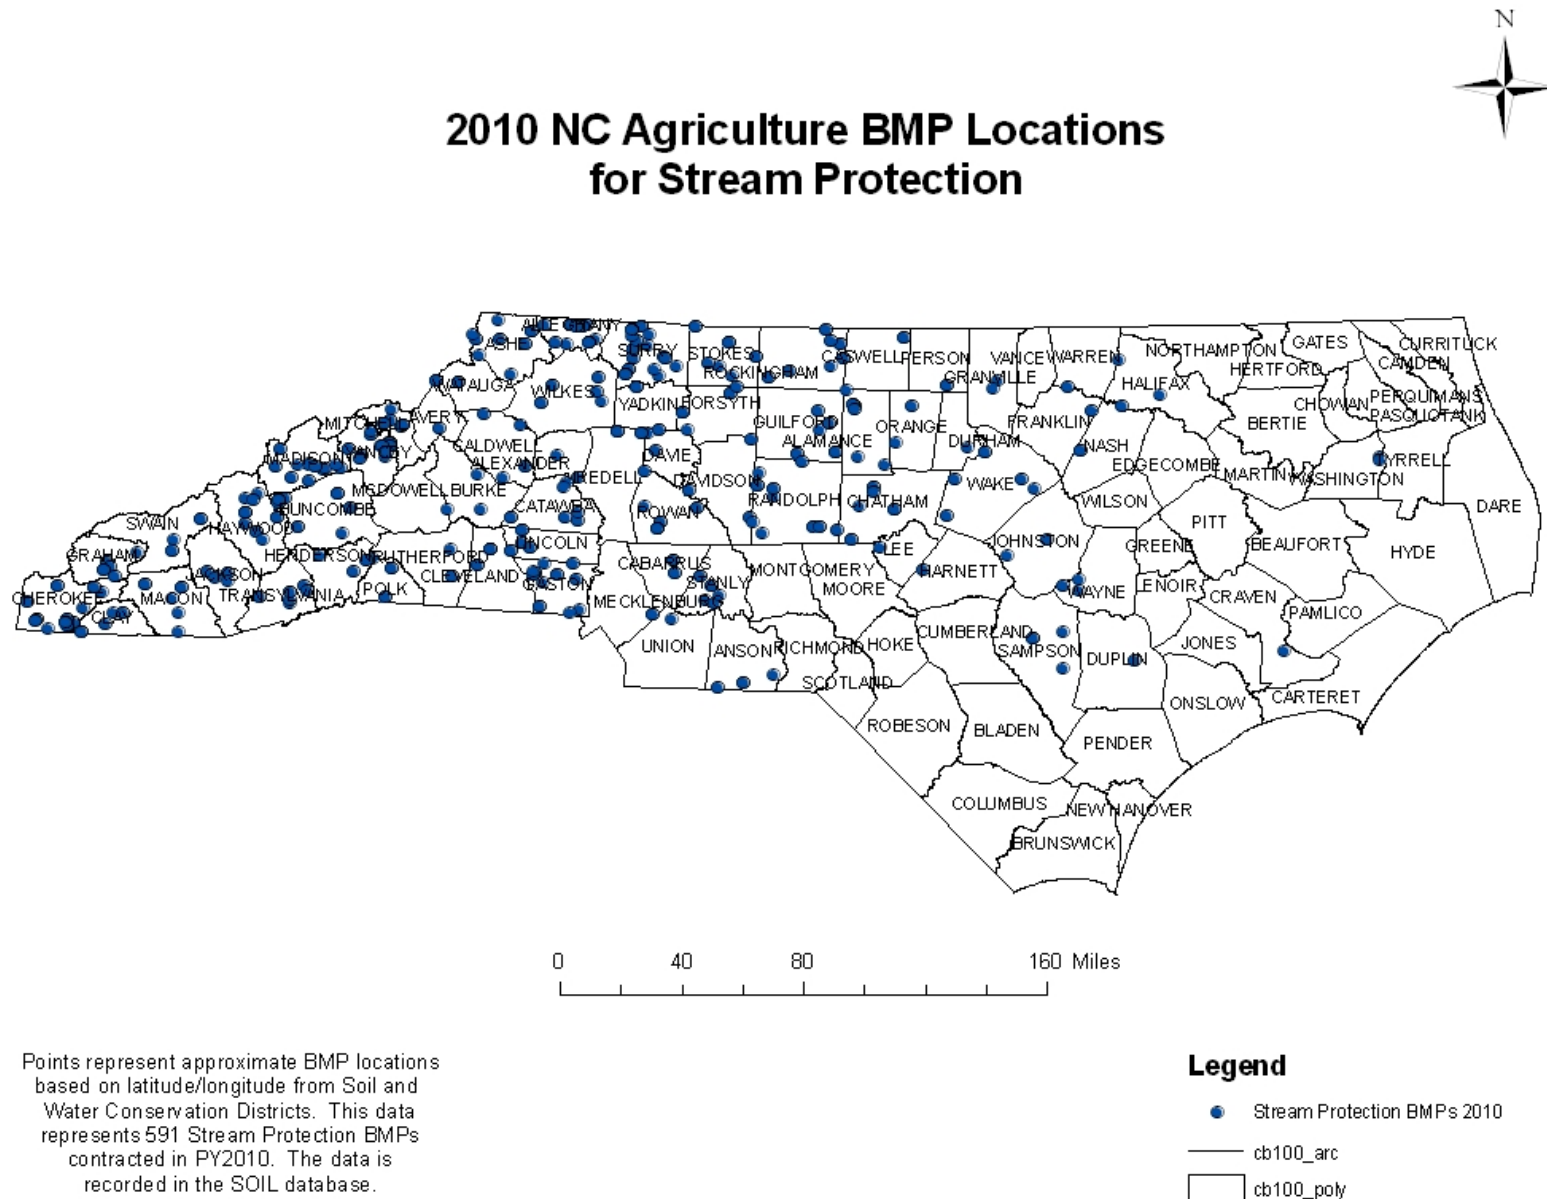 N
2010 NC Agriculture BMP Locations
for Stream Protection
ALLEGHANY
ASHE
SURRY
STOKES
ROCKINGHAM
CASWELL
PERSON
VANCE
WARREN
GRANVILLE
NORTHAMPTON
GATES
CURRITUCK
CAMDEN
HERTFORD
HALIFAX
WATAUGA
WILKES
YADKIN
FORSYTH
PERQUIMANS
CHOWAN
PASQUOTANK
BERTIE
MITCHELL
AVERY
GUILFORD
ALAMANCE
ORANGE
DURHAM
FRANKLIN
NASH
CALDWELL
ALEXANDER
MADISON
YANCEY
IREDELL
DAVIE
DAVIDSON
EDGECOMBE
MARTIN
WASHINGTON
TYRRELL
MCDOWELL
BURKE
CATAWBA
ROWAN
RANDOLPH
CHATHAM
WAKE
WILSON
DARE
BUNCOMBE
SWAIN
HAYWOOD
PITT
BEAUFORT
HYDE
GRAHAM
HENDERSON
RUTHERFORD
LINCOLN
CABARRUS
LEE
JOHNSTON
GREENE
JACKSON
CLEVELAND
GASTON
STANLY
MONTGOMERY
MOORE
HARNETT
CHEROKEE
MACON
TRANSYLVANIA
POLK
CLAY
MECKLENBURG
WAYNE
LENOIR
CRAVEN
PAMLICO
UNION
ANSON
RICHMOND
HOKE
CUMBERLAND
SAMPSON
DUPLIN
JONES
SCOTLAND
CARTERET
ONSLOW
ROBESON
BLADEN
PENDER
COLUMBUS
NEW HANOVER
BRUNSWICK
0 40 80 160 Miles
Points represent approximate BMP locations
based on latitude/longitude from Soil and
Water Conservation Districts. This data
represents 591 Stream Protection BMPs
contracted in PY2010. The data is
recorded in the SOIL database.
Legend
Stream Protection BMPs 2010
cb100_arc
cb100_poly